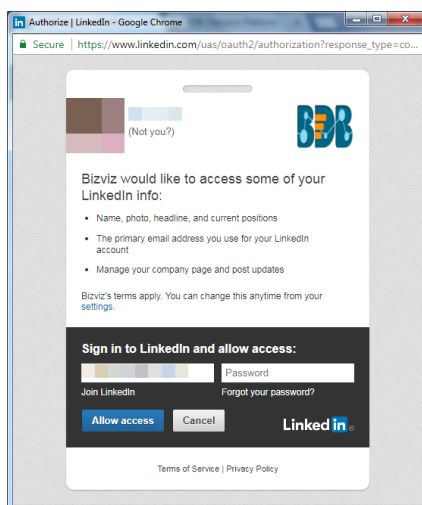 Authorize | LinkedIn - Google Chrome
Secure | https://www.linkedin.com/uas/oauth2/authorization?response_type=co...
(Not you?)
BDB
Bizviz would like to access some of your
LinkedIn info:
Name, photo, headline, and current positions
The primary email address you use for your LinkedIn
account
Manage your company page and post updates
Bizviz's terms apply. You can change this anytime from your
settings.
Sign in to LinkedIn and allow access:
Password
Join LinkedIn Forgot your password?
Allow access Cancel Linked in
Terms of Service | Privacy Policy